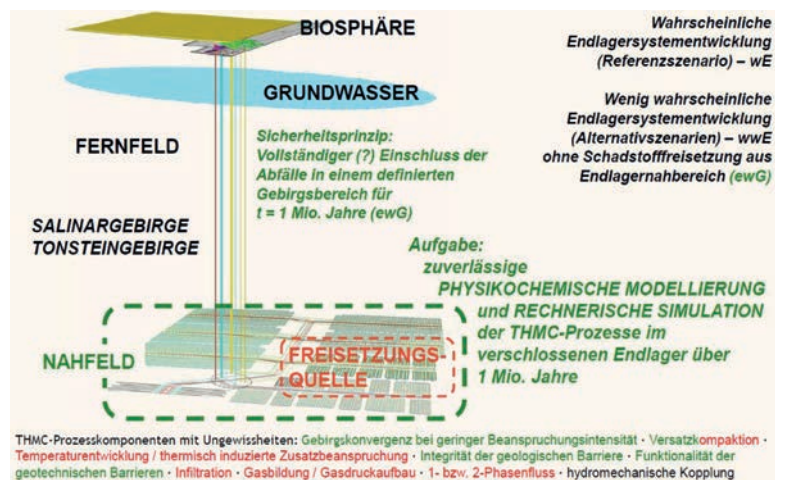 BIOSPHÄRE
Wahrscheinliche
Endlagersystementwicklung
(Referenzszenario) – wE
GRUNDWASSER
Wenig wahrscheinliche
Endlagersystementwicklung
(Alternativszenarien) – wwE
ohne Schadstofffreisetzung aus
Endlagernahbereich (ewG)
FERNFELD
Sicherheitsprinzip:
Vollständiger (?) Einschluss der
Abfälle in einem definierten
Gebirgsbereich für
t = 1 Mio. Jahre (ewG)
SALINARGEBIRGE
TONSTEINGEBIRGE
Aufgabe:
zuverlässige
PHYSIKOCHEMISCHE MODELLIERUNG
und RECHNERISCHE SIMULATION
der THMC-Prozesse im
verschlossenen Endlager über
1 Mio. Jahre
NAHFELD
FREISETZUNGS-
QUELLE
THMC-Prozesskomponenten mit Ungewissheiten: Gebirgskonvergenz bei geringer Beanspruchungsintensität · Versatzkompaktion ·
Temperaturentwicklung / thermisch induzierte Zusatzbeanspruchung · Integrität der geologischen Barriere · Funktionalität der
geotechnischen Barrieren · Infiltration · Gasbildung / Gasdruckaufbau · 1- bzw. 2-Phasenfluss · hydromechanische Kopplung